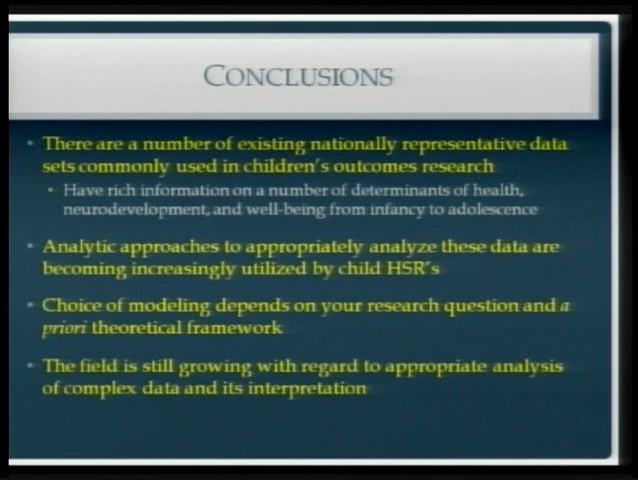 CONCLUSIONS
There are a number of existing nationally representative data
sets commonly used in children's outcomes research
Have rich information on a number of determinants of health,
neurodevelopment, and well-being from infancy to adolescence
Analytic approaches to appropriately analyze these data are
becoming increasingly utilized by child HSR's
Choice of modeling depends on your research question and a
priori theoretical framework
The field is still growing with regard to appropriate analysis
of complex data and its interpretation